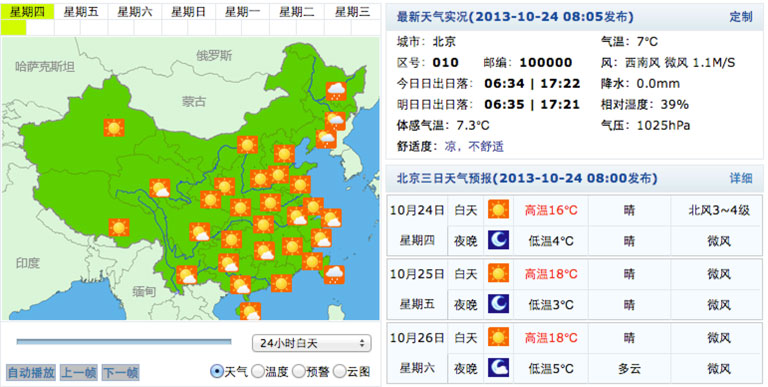 星期四 星期五 星期六 星期日 星期一 星期二 星期三
俄罗斯
哈萨克斯坦
蒙古
印度
缅甸
24小时白天
自动播放 上一帧 下一帧 天气 温度 预警 云图
最新天气实况(2013-10-24 08:05发布) 定制
城市: 北京 气温: 7℃
区号: 010 邮编: 100000 风: 西南风 微风 1.1M/S
今日日出日落: 06:34 | 17:22 降水: 0.0mm
明日日出日落: 06:35 | 17:21 相对湿度: 39%
体感气温: 7.3℃ 气压: 1025hPa
舒适度: 凉，不舒适
北京三日天气预报(2013-10-24 08:00发布) 详细
10月24日 白天 高温16℃ 晴 北风3~4级
星期四 夜晚 低温4℃ 晴 微风
10月25日 白天 高温18℃ 晴 微风
星期五 夜晚 低温3℃ 晴 微风
10月26日 白天 高温18℃ 晴 微风
星期六 夜晚 低温5℃ 多云 微风